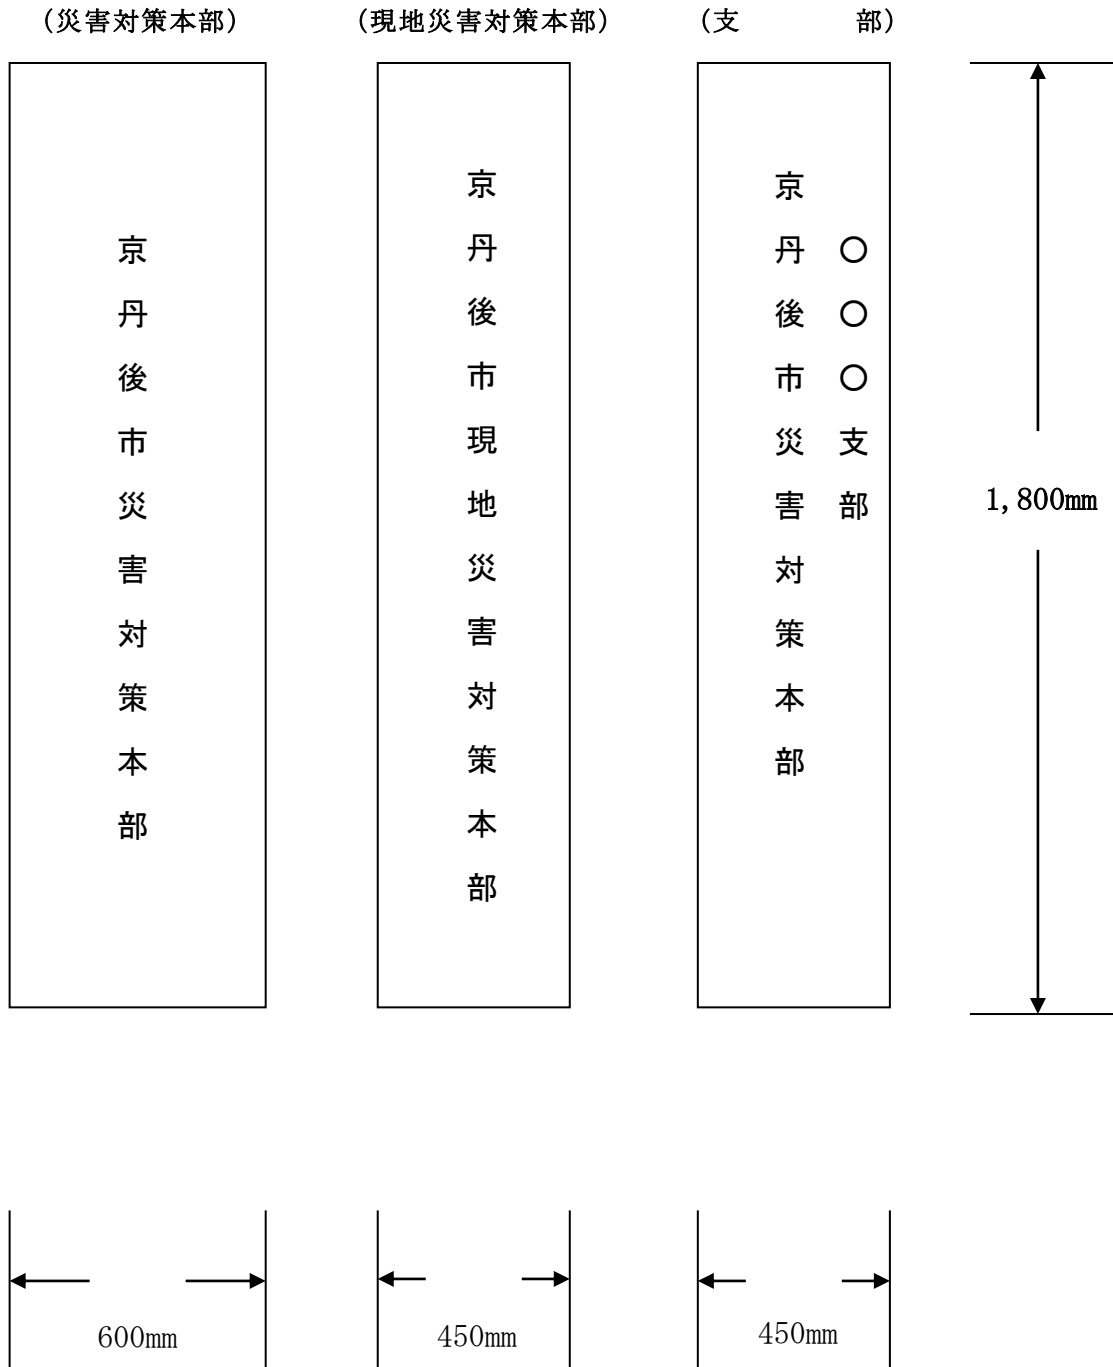 （災害対策本部）
（現地災害対策本部）
（支　　　　部）
京丹後市災害対策本部
京丹後市現地災害対策本部
京丹後市災害対策本部
〇〇〇支部
1,800mm
600mm
450mm
450mm